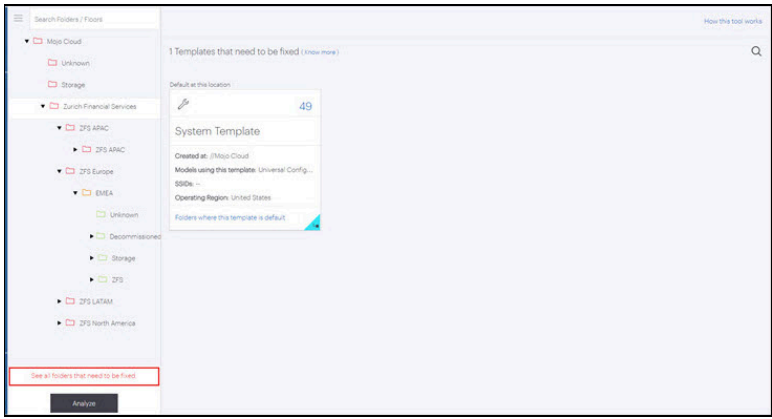 Search Folders / Floors
How this tool works
Mojo Cloud
Unknown
Storage
Zurich Financial Services
ZFS APAC
ZFS APAC
ZFS Europe
EMEA
Unknown
Decommissioned
Storage
ZFS
ZFS LATAM
ZFS North America
See all folders that need to be fixed
Analyze
1 Templates that need to be fixed (know more)
Default at this location
49
System Template
Created at: //Mojo Cloud
Models using this template: Universal Config...
SSIDs: --
Operating Region: United States
Folders where this template is default